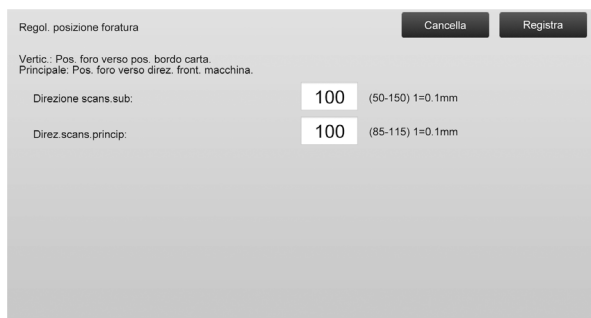 Regol. posizione foratura
Cancella
Registra
Vertic.: Pos. foro verso pos. bordo carta.
Principale: Pos. foro verso direz. front. macchina.
Direzione scans.sub: 100 (50-150) 1=0.1mm
Direz.scans.princip: 100 (85-115) 1=0.1mm